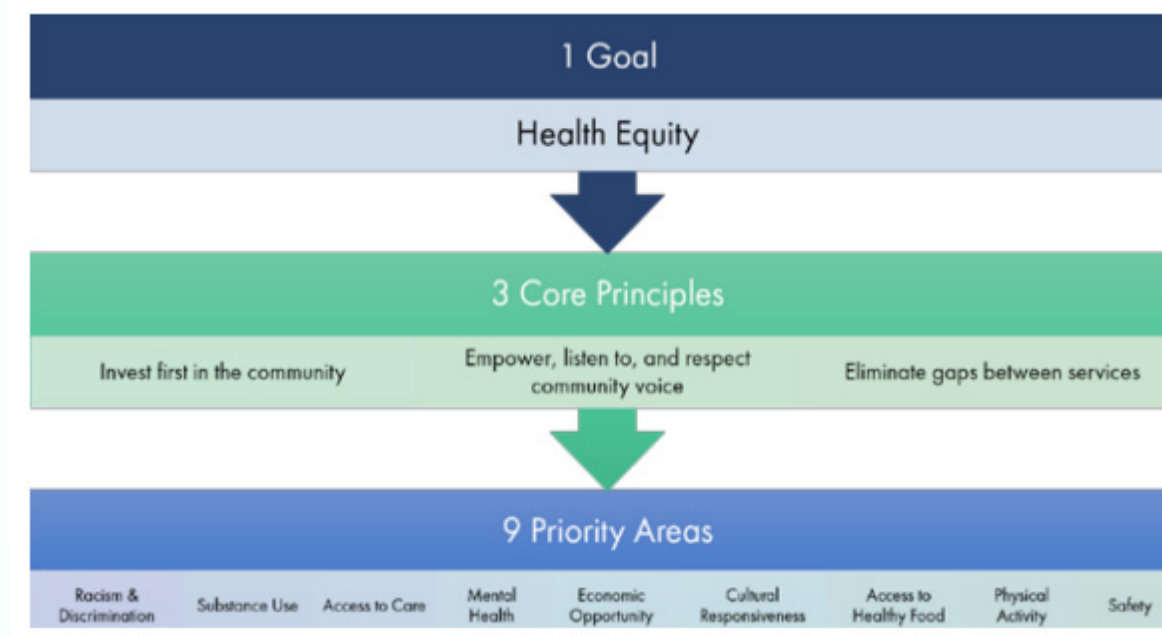 1 Goal
Health Equity
3 Core Principles
Invest first in the community
Empower, listen to, and respect
community voice
Eliminate gaps between services
9 Priority Areas
Racism &
Discrimination
Substance Use
Access to Care
Mental
Health
Economic
Opportunity
Cultural
Responsiveness
Access to
Healthy Food
Physical
Activity
Safety